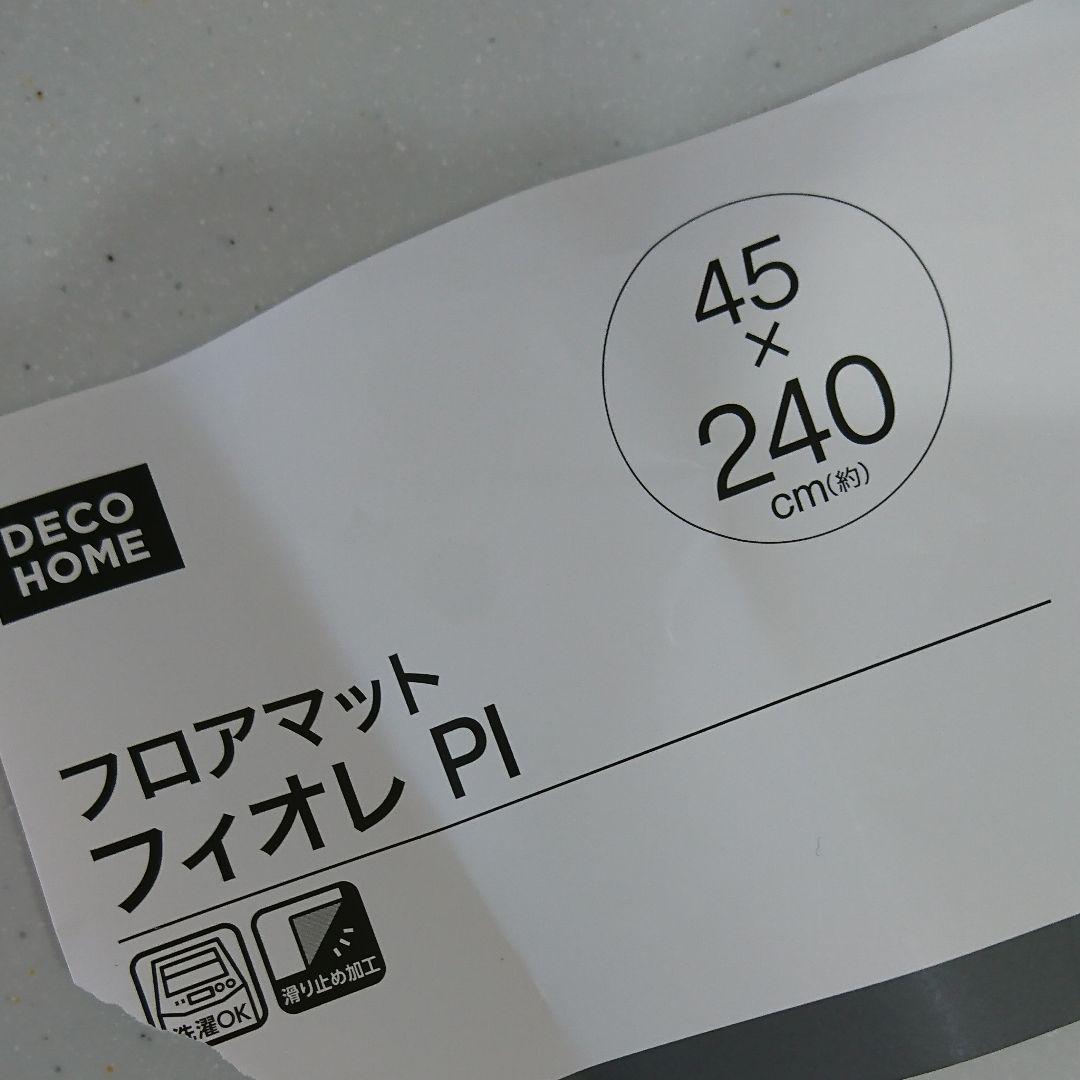 45
×
240
cm(約)
DECO
HOME
フロアマット
フィオレ PI
洗濯OK
滑り止め加工